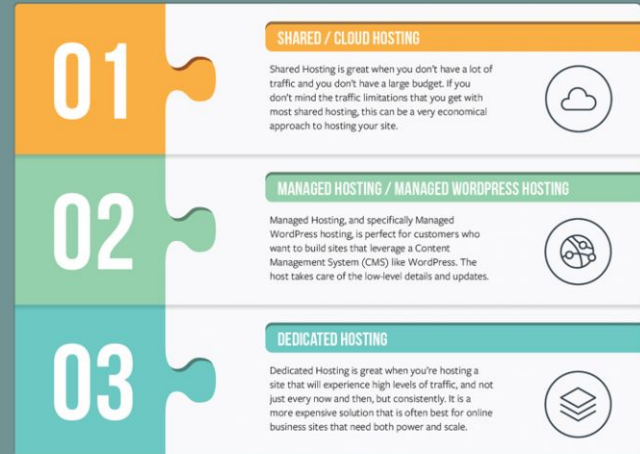 01
SHARED / CLOUD HOSTING
Shared Hosting is great when you don't have a lot of
traffic and you don't have a large budget. If you
don't mind the traffic limitations that you get with
most shared hosting, this can be a very economical
approach to hosting your site.
02
MANAGED HOSTING / MANAGED WORDPRESS HOSTING
Managed Hosting, and specifically Managed
WordPress hosting, is perfect for customers who
want to build sites that leverage a Content
Management System (CMS) like WordPress. The
host takes care of the low-level details and updates.
03
DEDICATED HOSTING
Dedicated Hosting is great when you're hosting a
site that will experience high levels of traffic, and not
just every now and then, but consistently. It is a
more expensive solution that is often best for online
business sites that need both power and scale.